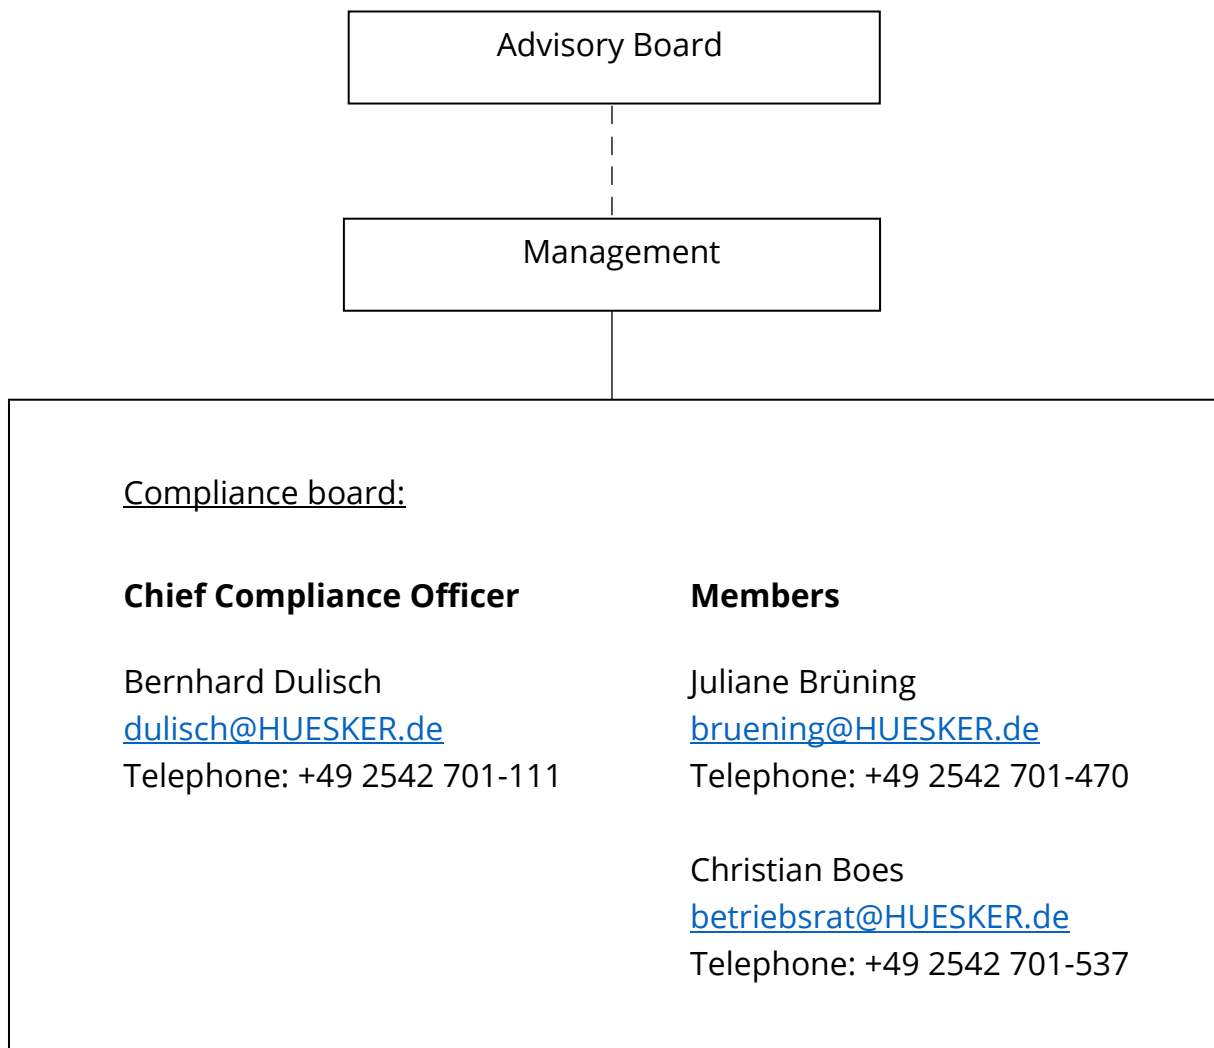 Advisory Board
Management
Compliance board:
Chief Compliance Officer
Bernhard Dulisch
dulisch@HUESKER.de
Telephone: +49 2542 701-111
Members
Juliane Brüning
bruening@HUESKER.de
Telephone: +49 2542 701-470
Christian Boes
betriebsrat@HUESKER.de
Telephone: +49 2542 701-537